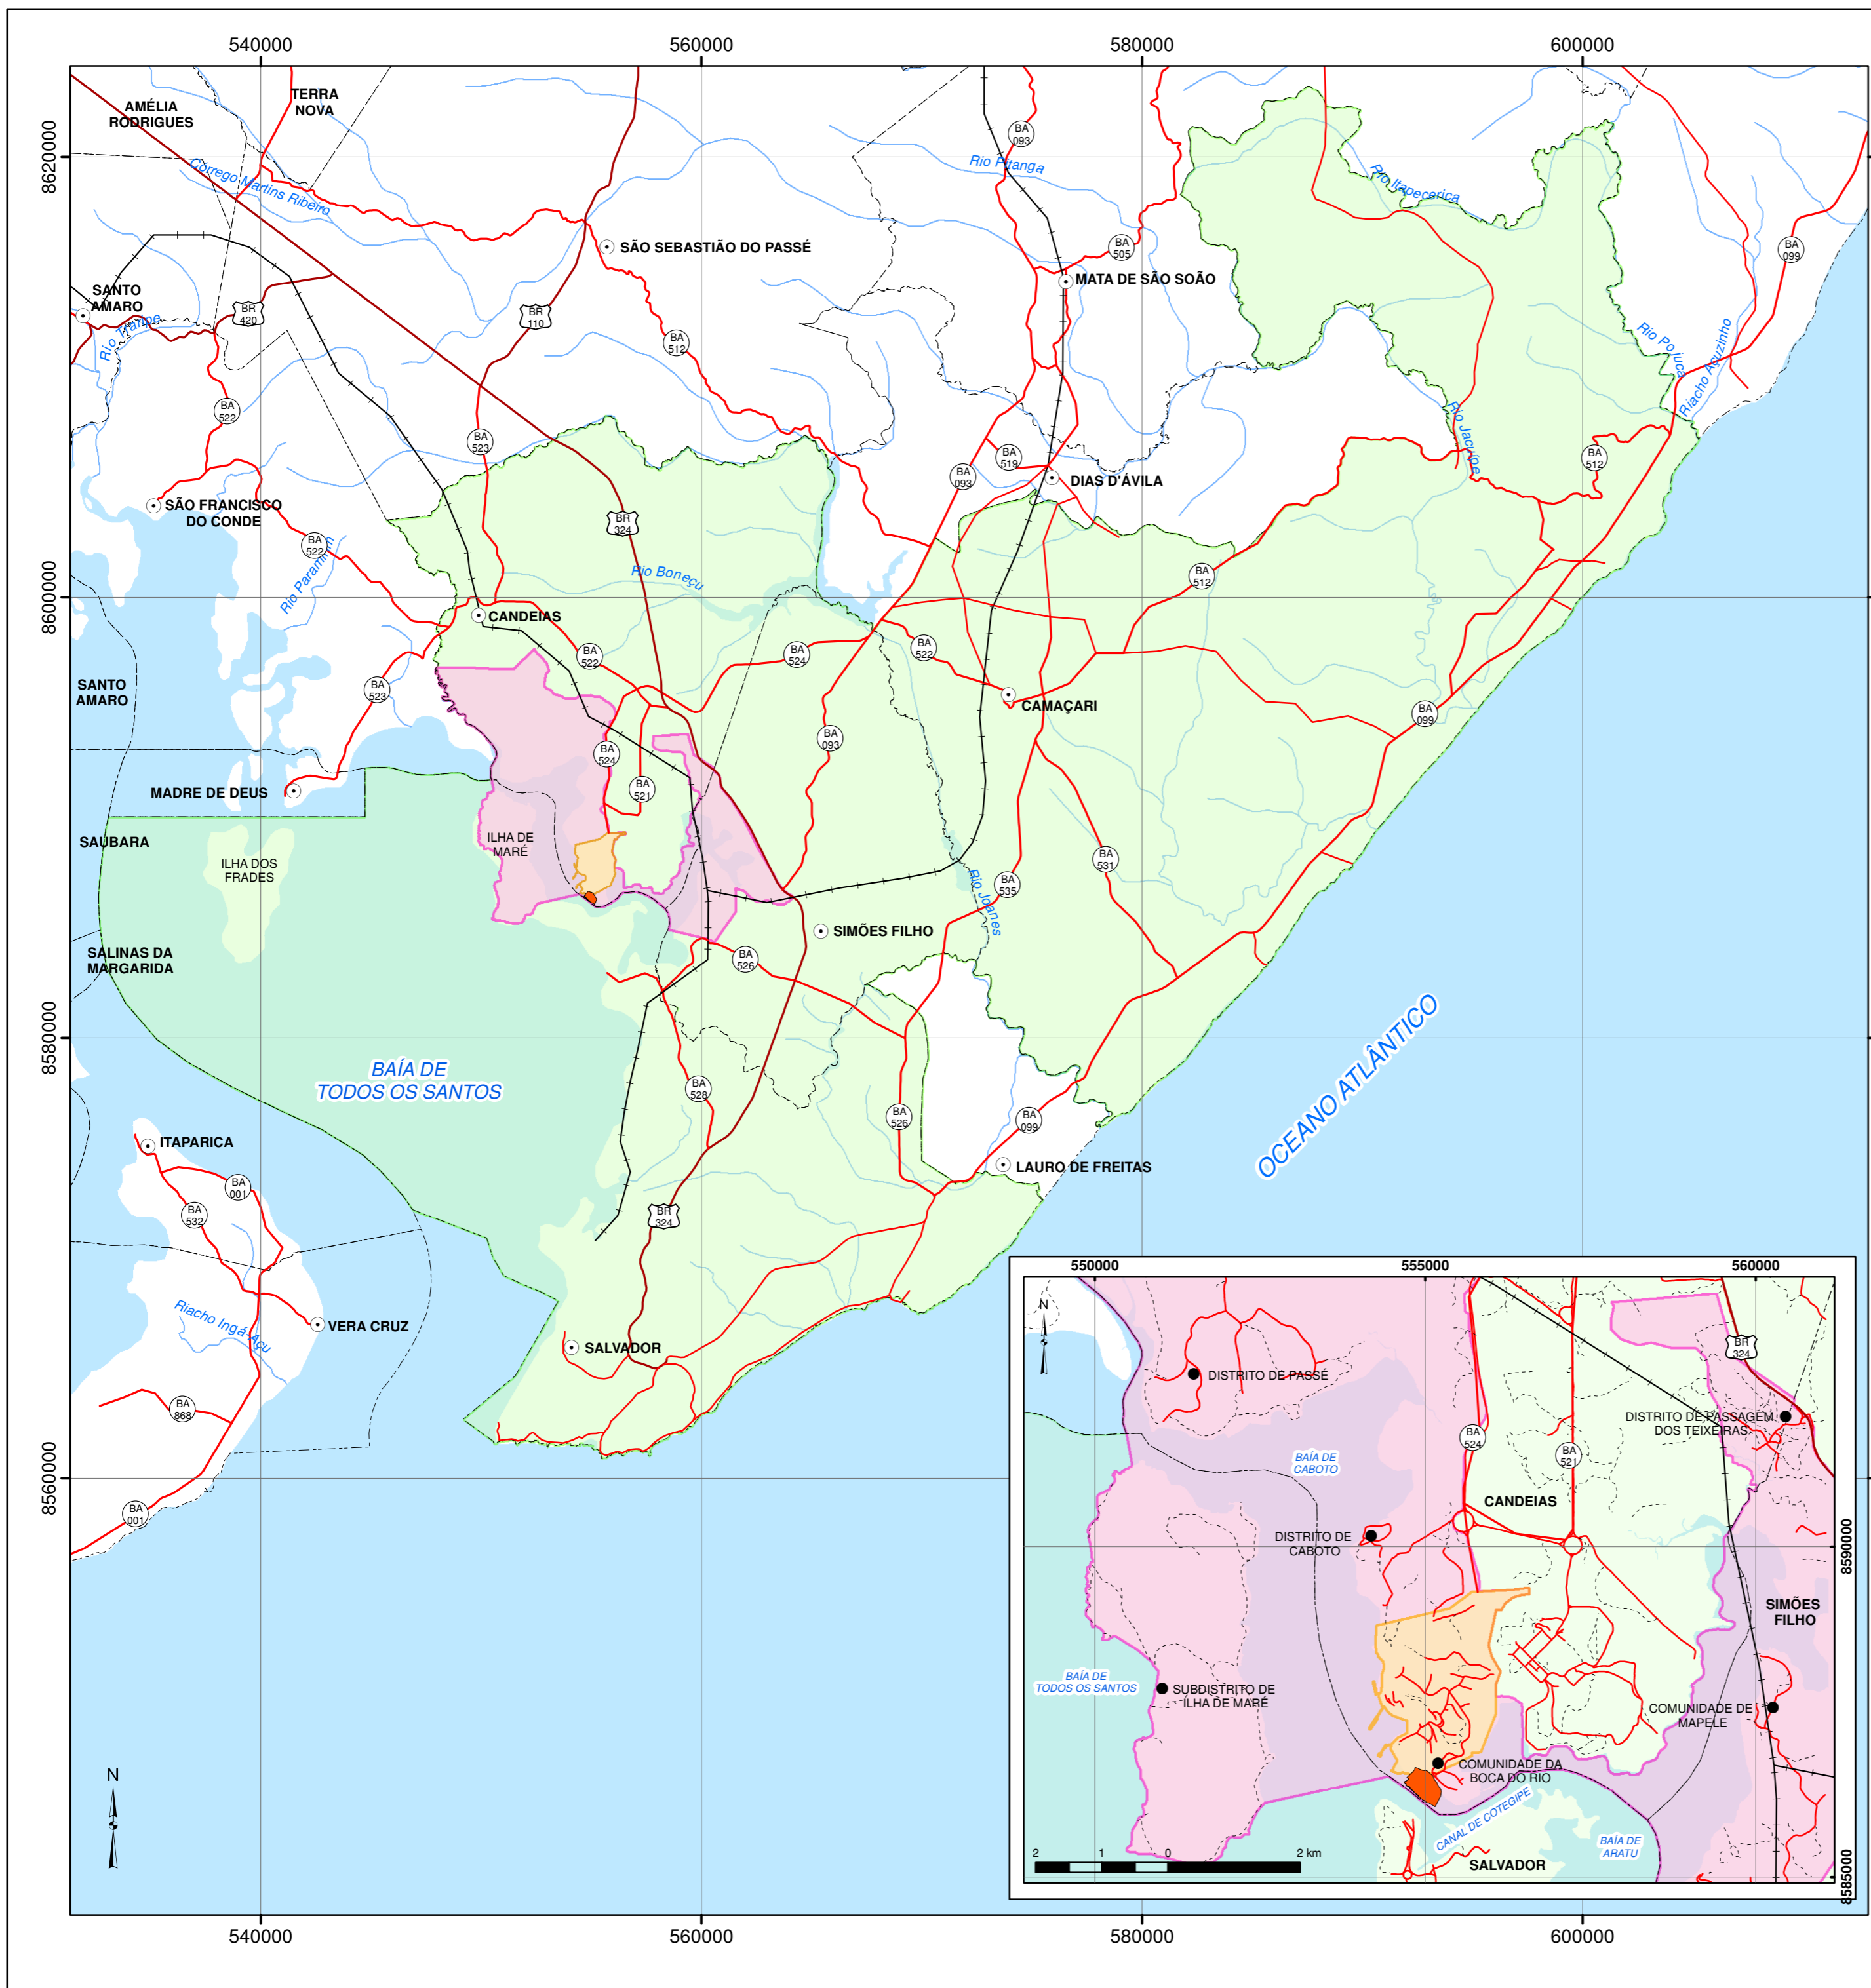 540000
560000
580000
600000
8620000
8600000
8580000
8560000
AMÉLIA
RODRIGUES
TERRA
NOVA
Córrego Martins Ribeiro
BA
093
Rio Pitanga
Rio Itapecerica
SÃO SEBASTIÃO DO PASSÉ
BA
505
BA
099
MATA DE SÃO SOÃO
SANTO
AMARO
BR
420
BR
110
Rio Traripe
BA
512
Rio Pojuca
Riacho Açuzinho
BA
522
BA
523
Rio Jacuípe
BA
519
BA
093
BA
512
DIAS D'ÁVILA
SÃO FRANCISCO
DO CONDE
BR
324
BA
522
Rio Paramirim
Rio Boneçu
BA
512
CANDEIAS
BA
522
BA
524
BA
522
SANTO
AMARO
BA
523
CAMAÇARI
BA
099
BA
524
BA
093
BA
521
MADRE DE DEUS
SAUBARA
ILHA DOS
FRADES
ILHA DE
MARÉ
BA
531
BA
535
Rio Joanes
SIMÕES FILHO
SALINAS DA
MARGARIDA
BA
526
BAÍA DE
TODOS OS SANTOS
OCEANO ATLÂNTICO
BA
528
BA
526
BA
099
ITAPARICA
LAURO DE FREITAS
BA
001
BA
532
BR
324
Riacho Ingá-Açu
VERA CRUZ
SALVADOR
BA
868
BA
001
N
540000
560000
580000
600000
550000
555000
560000
N
BR
324
DISTRITO DE PASSÉ
DISTRITO DE PASSAGEM
DOS TEIXEIRAS
BA
524
BA
521
BAÍA DE
CABOTO
CANDEIAS
DISTRITO DE
CABOTO
8590000
SIMÕES
FILHO
BAÍA DE
TODOS OS SANTOS
SUBDISTRITO DE
ILHA DE MARÉ
COMUNIDADE DE
MAPELE
COMUNIDADE DA
BOCA DO RIO
CANAL DE COTEGIPE
BAÍA DE
ARATU
2 1 0 2 km
SALVADOR
8585000